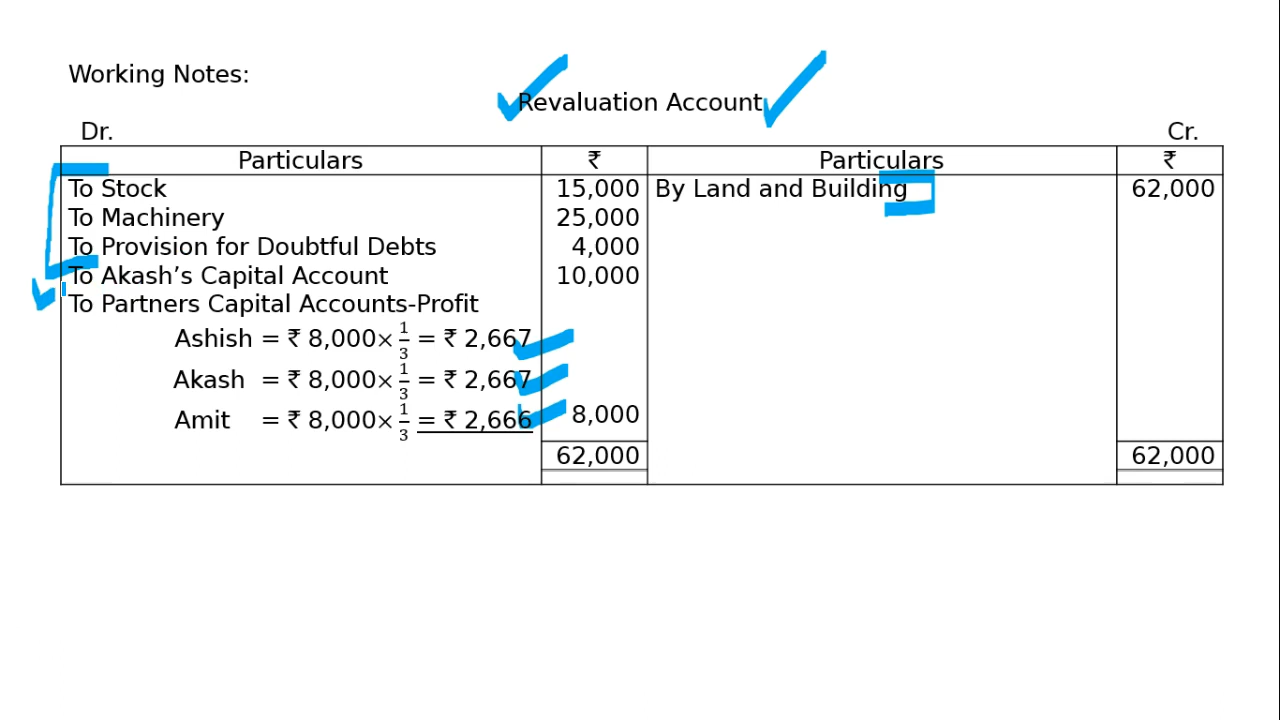 Working Notes:
Revaluation Account
Dr. Cr.
Particulars ₹ Particulars ₹
To Stock 15,000 By Land and Building 62,000
To Machinery 25,000
To Provision for Doubtful Debts 4,000
To Akash’s Capital Account 10,000
To Partners Capital Accounts-Profit
Ashish = ₹ 8,000× 1/3 = ₹ 2,667
Akash = ₹ 8,000× 1/3 = ₹ 2,667
Amit = ₹ 8,000× 1/3 = ₹ 2,666 8,000
62,000 62,000